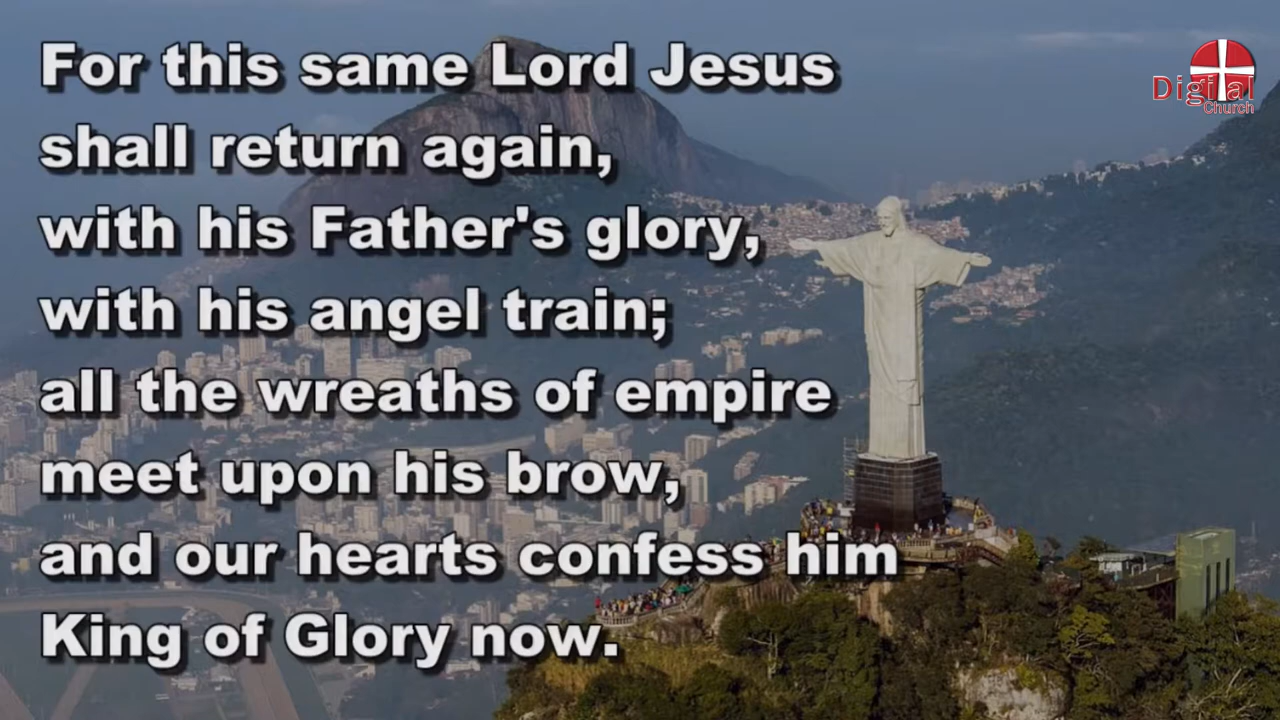 For this same Lord Jesus
shall return again,
with his Father's glory,
with his angel train;
all the wreaths of empire
meet upon his brow,
and our hearts confess him
King of Glory now.
Digital
Church